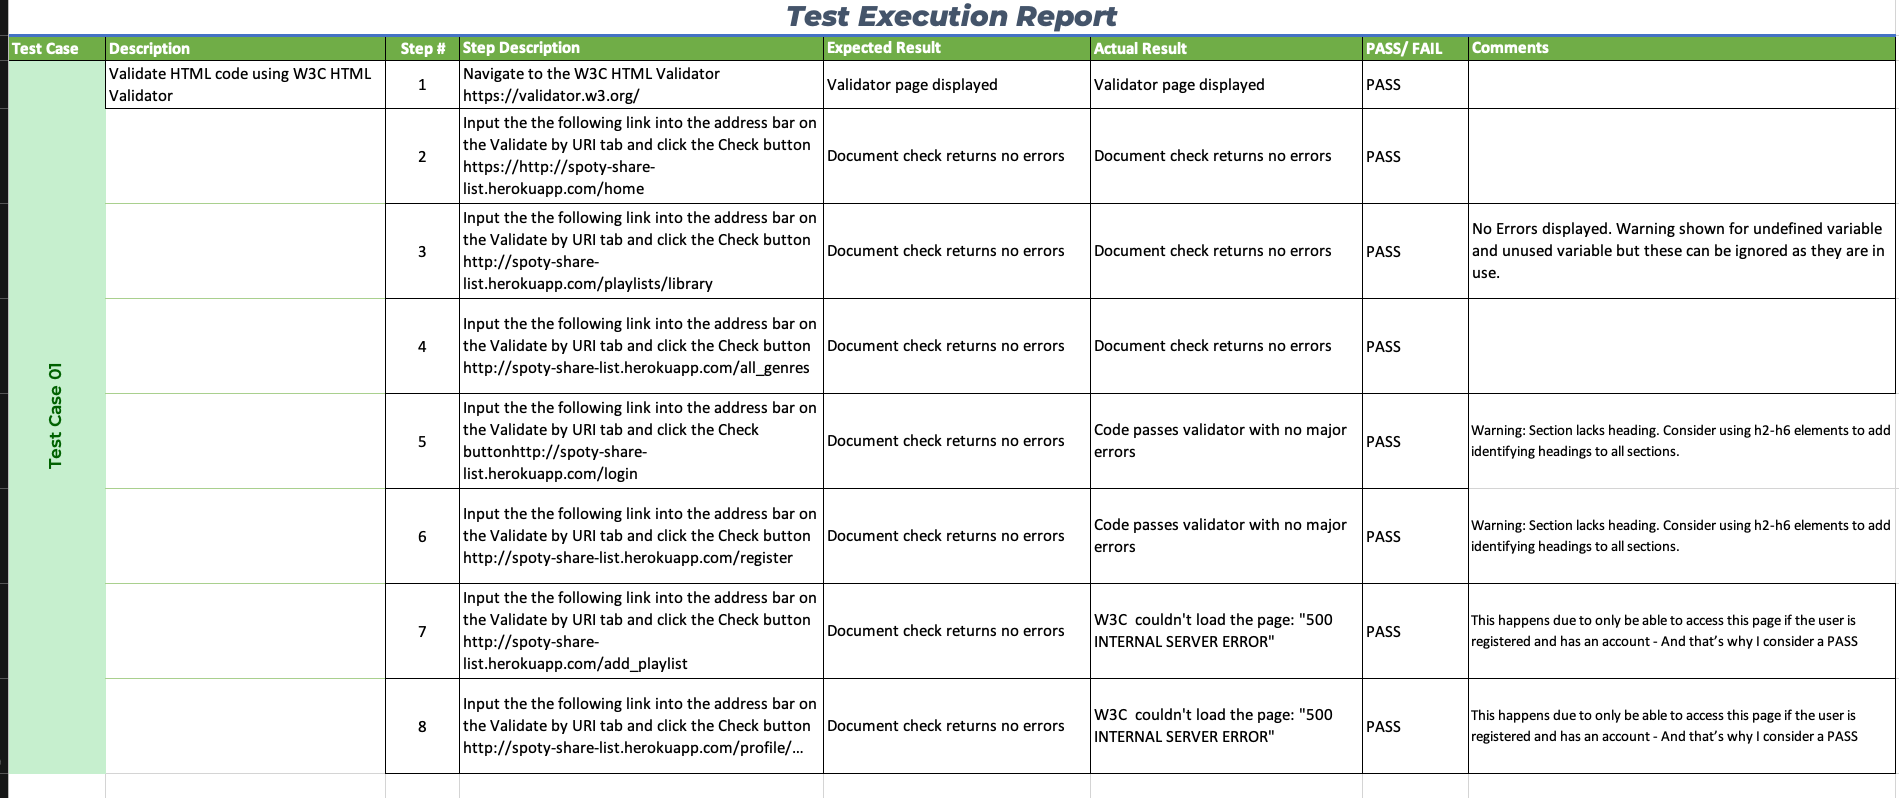 Test Execution Report
Test Case Description Step # Step Description Expected Result Actual Result PASS/ FAIL Comments
Test Case 01
Validate HTML code using W3C HTML
Validator
1
Navigate to the W3C HTML Validator
https://validator.w3.org/
Validator page displayed
Validator page displayed
PASS
2
Input the the following link into the address bar on
the Validate by URI tab and click the Check button
https://http://spoty-share-
list.herokuapp.com/home
Document check returns no errors
Document check returns no errors
PASS
3
Input the the following link into the address bar on
the Validate by URI tab and click the Check button
http://spoty-share-
list.herokuapp.com/playlists/library
Document check returns no errors
Document check returns no errors
PASS
No Errors displayed. Warning shown for undefined variable
and unused variable but these can be ignored as they are in
use.
4
Input the the following link into the address bar on
the Validate by URI tab and click the Check button
http://spoty-share-list.herokuapp.com/all_genres
Document check returns no errors
Document check returns no errors
PASS
5
Input the the following link into the address bar on
the Validate by URI tab and click the Check
buttonhttp://spoty-share-
list.herokuapp.com/login
Document check returns no errors
Code passes validator with no major
errors
PASS
Warning: Section lacks heading. Consider using h2-h6 elements to add
identifying headings to all sections.
6
Input the the following link into the address bar on
the Validate by URI tab and click the Check button
http://spoty-share-list.herokuapp.com/register
Document check returns no errors
Code passes validator with no major
errors
PASS
Warning: Section lacks heading. Consider using h2-h6 elements to add
identifying headings to all sections.
7
Input the the following link into the address bar on
the Validate by URI tab and click the Check button
http://spoty-share-
list.herokuapp.com/add_playlist
Document check returns no errors
W3C  couldn't load the page: "500
INTERNAL SERVER ERROR"
PASS
This happens due to only be able to access this page if the user is
registered and has an account - And that’s why I consider a PASS
8
Input the the following link into the address bar on
the Validate by URI tab and click the Check button
http://spoty-share-list.herokuapp.com/profile/...
Document check returns no errors
W3C  couldn't load the page: "500
INTERNAL SERVER ERROR"
PASS
This happens due to only be able to access this page if the user is
registered and has an account - And that’s why I consider a PASS